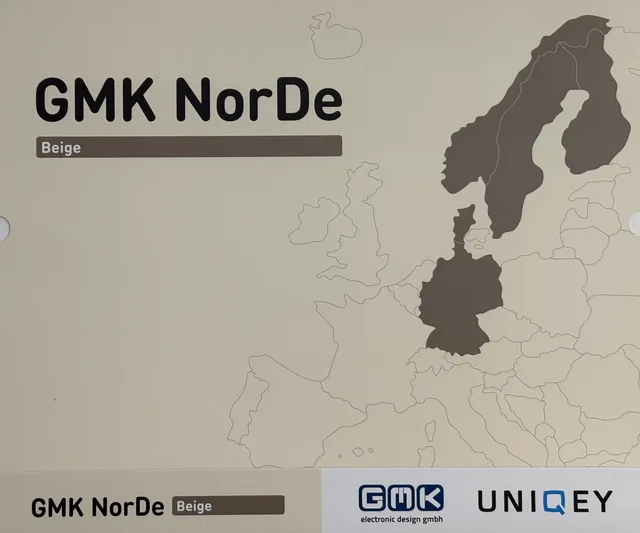 GMK NorDe
Beige
GMK NorDe Beige
GMK
electronic design gmbh
UNIQEY